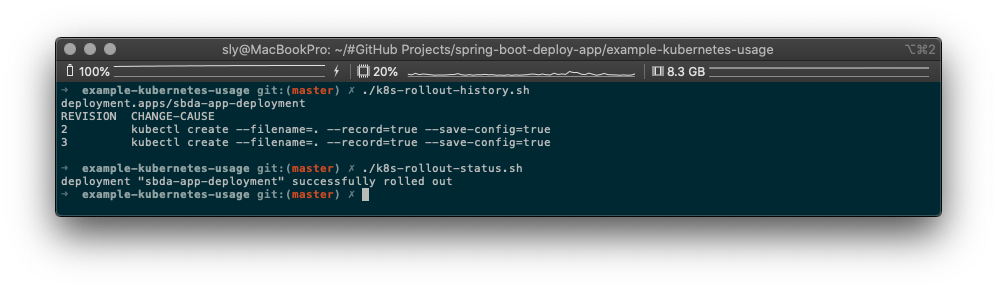 sly@MacBookPro: ~/#GitHub Projects/spring-boot-deploy-app/example-kubernetes-usage ⌥⌘2
100% 20% 8.3 GB
➜ example-kubernetes-usage git:(master) ✗ ./k8s-rollout-history.sh
deployment.apps/sbda-app-deployment
REVISION  CHANGE-CAUSE
2         kubectl create --filename=. --record=true --save-config=true
3         kubectl create --filename=. --record=true --save-config=true
➜ example-kubernetes-usage git:(master) ✗ ./k8s-rollout-status.sh
deployment "sbda-app-deployment" successfully rolled out
➜ example-kubernetes-usage git:(master) ✗